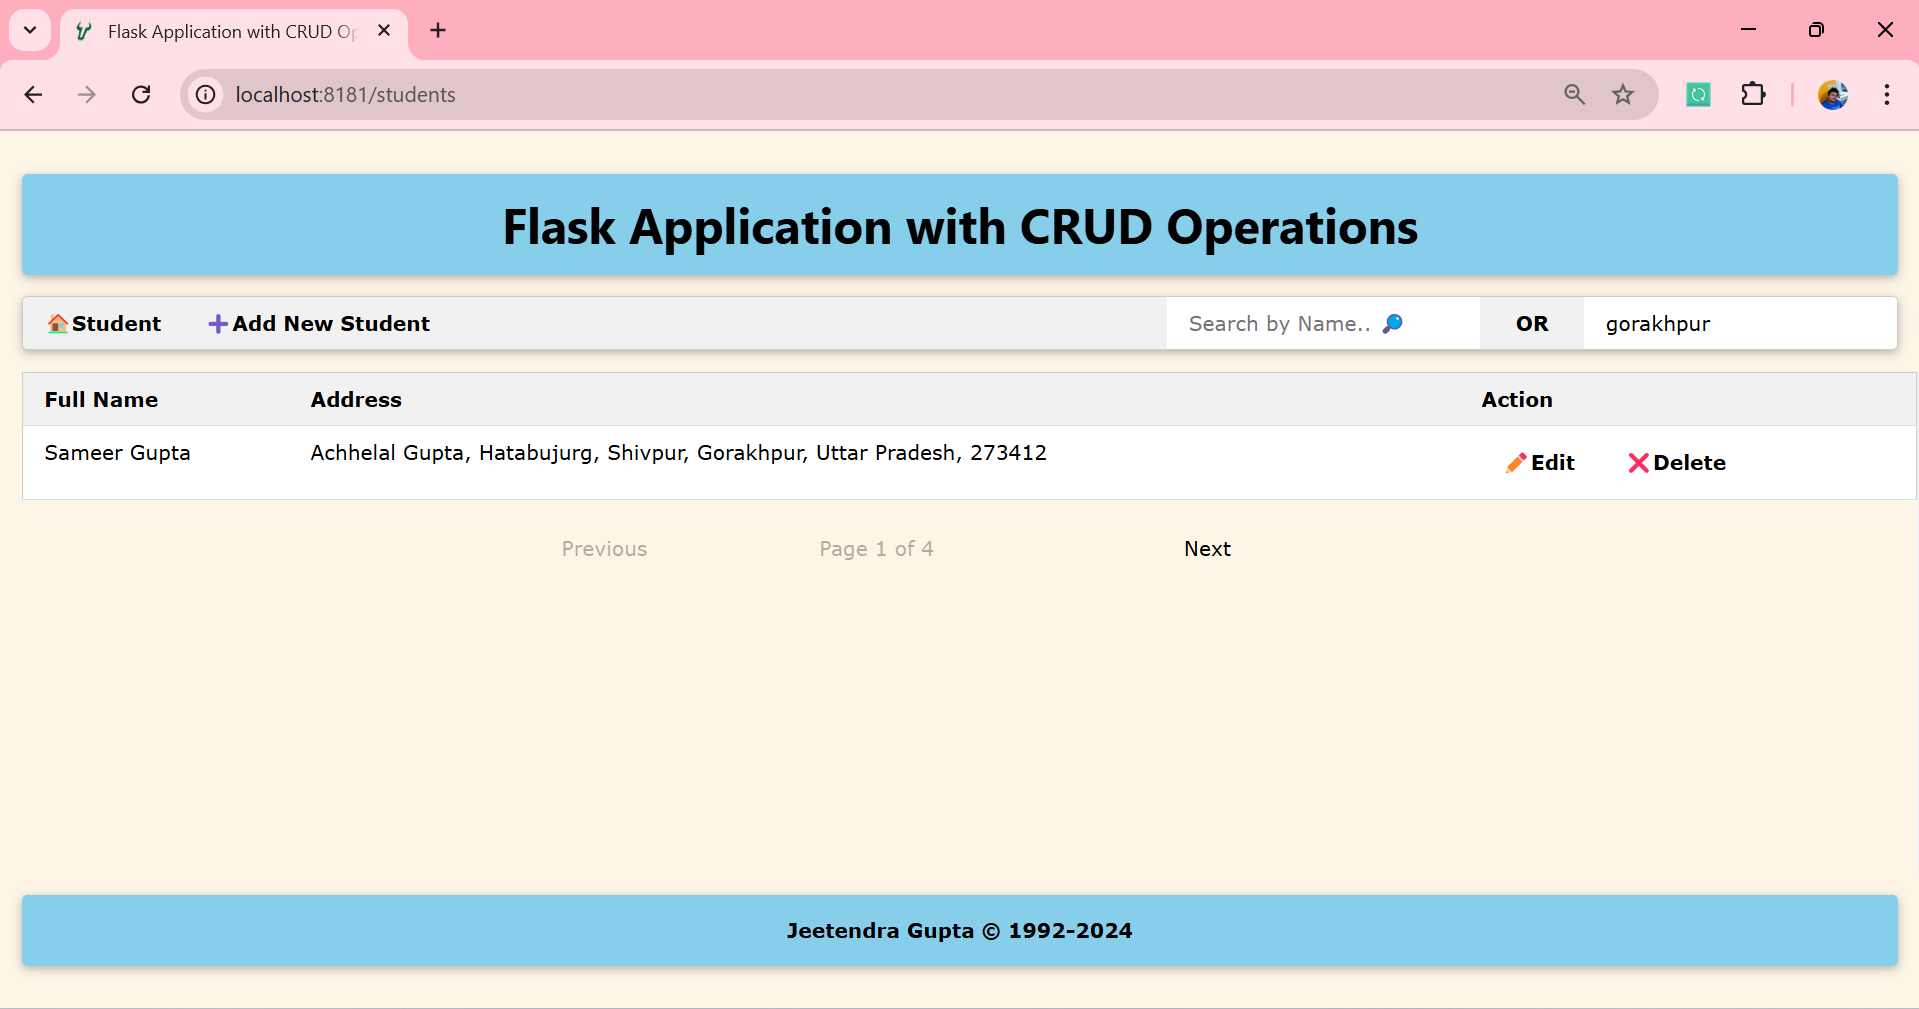 Flask Application with CRUD Op
localhost:8181/students
Flask Application with CRUD Operations
Student Add New Student Search by Name.. OR gorakhpur
Full Name Address Action
Sameer Gupta Achhelal Gupta, Hatabujurg, Shivpur, Gorakhpur, Uttar Pradesh, 273412 Edit Delete
Previous Page 1 of 4 Next
Jeetendra Gupta © 1992-2024